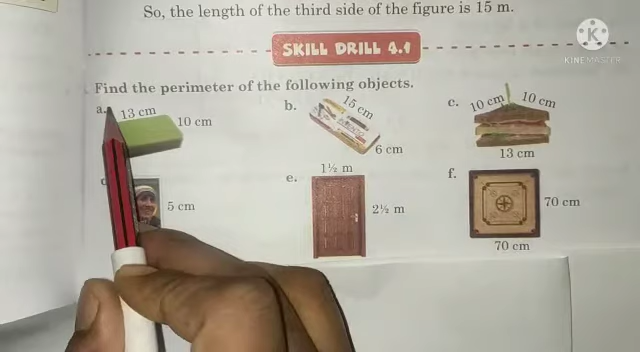 So, the length of the third side of the figure is 15 m.
SKILL DRILL 4.1
K
KINEMASTER
Find the perimeter of the following objects.
a. 13 cm 10 cm
b. 15 cm 6 cm
c. 10 cm 10 cm 13 cm
5 cm
e. 1½ m 2½ m
f. 70 cm 70 cm